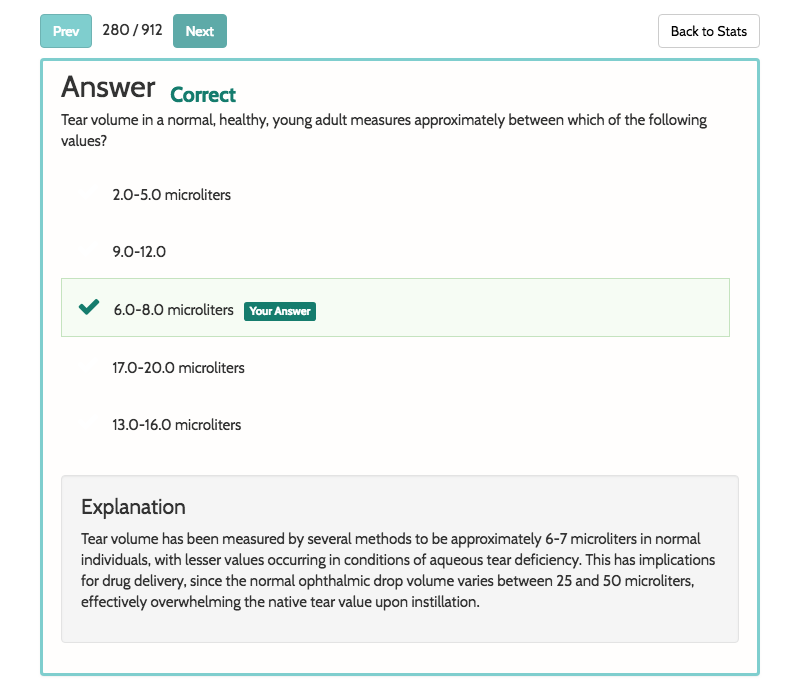 Prev 280 / 912 Next Back to Stats
Answer Correct
Tear volume in a normal, healthy, young adult measures approximately between which of the following
values?
2.0-5.0 microliters
9.0-12.0
6.0-8.0 microliters Your Answer
17.0-20.0 microliters
13.0-16.0 microliters
Explanation
Tear volume has been measured by several methods to be approximately 6-7 microliters in normal
individuals, with lesser values occurring in conditions of aqueous tear deficiency. This has implications
for drug delivery, since the normal ophthalmic drop volume varies between 25 and 50 microliters,
effectively overwhelming the native tear value upon instillation.